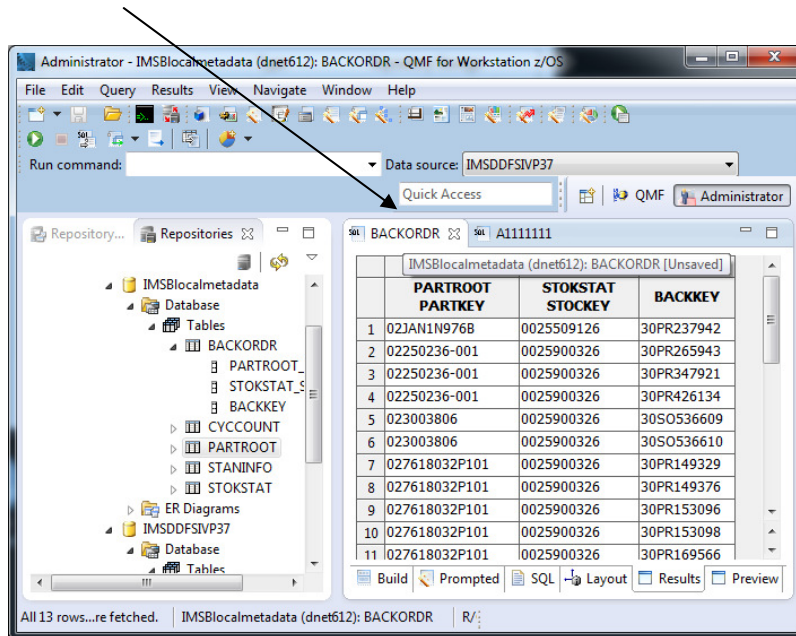 Administrator - IMSBlocalmetadata (dnet612): BACKORDR - QMF for Workstation z/OS
File Edit Query Results View Navigate Window Help
Run command: Data source: IMSDDFSIVP37
Quick Access QMF Administrator
Repository... Repositories
IMSBlocalmetadata
Database
Tables
BACKORDR
PARTROOT_
STOKSTAT_S
BACKKEY
CYCCOUNT
PARTROOT
STANINFO
STOKSTAT
ER Diagrams
IMSDDFSIVP37
Database
Tables
BACKORDR A1111111
IMSBlocalmetadata (dnet612): BACKORDR [Unsaved]
PARTROOT PARTKEY STOKSTAT STOCKEY BACKKEY
1 02JAN1N976B 0025509126 30PR237942
2 02250236-001 0025900326 30PR265943
3 02250236-001 0025900326 30PR347921
4 02250236-001 0025900326 30PR426134
5 023003806 0025900326 30SO536609
6 023003806 0025900326 30SO536610
7 027618032P101 0025900326 30PR149329
8 027618032P101 0025900326 30PR149376
9 027618032P101 0025900326 30PR153096
10 027618032P101 0025900326 30PR153098
11 027618032P101 0025900326 30PR169566
Build Prompted SQL Layout Results Preview
All 13 rows...re fetched. IMSBlocalmetadata (dnet612): BACKORDR R/